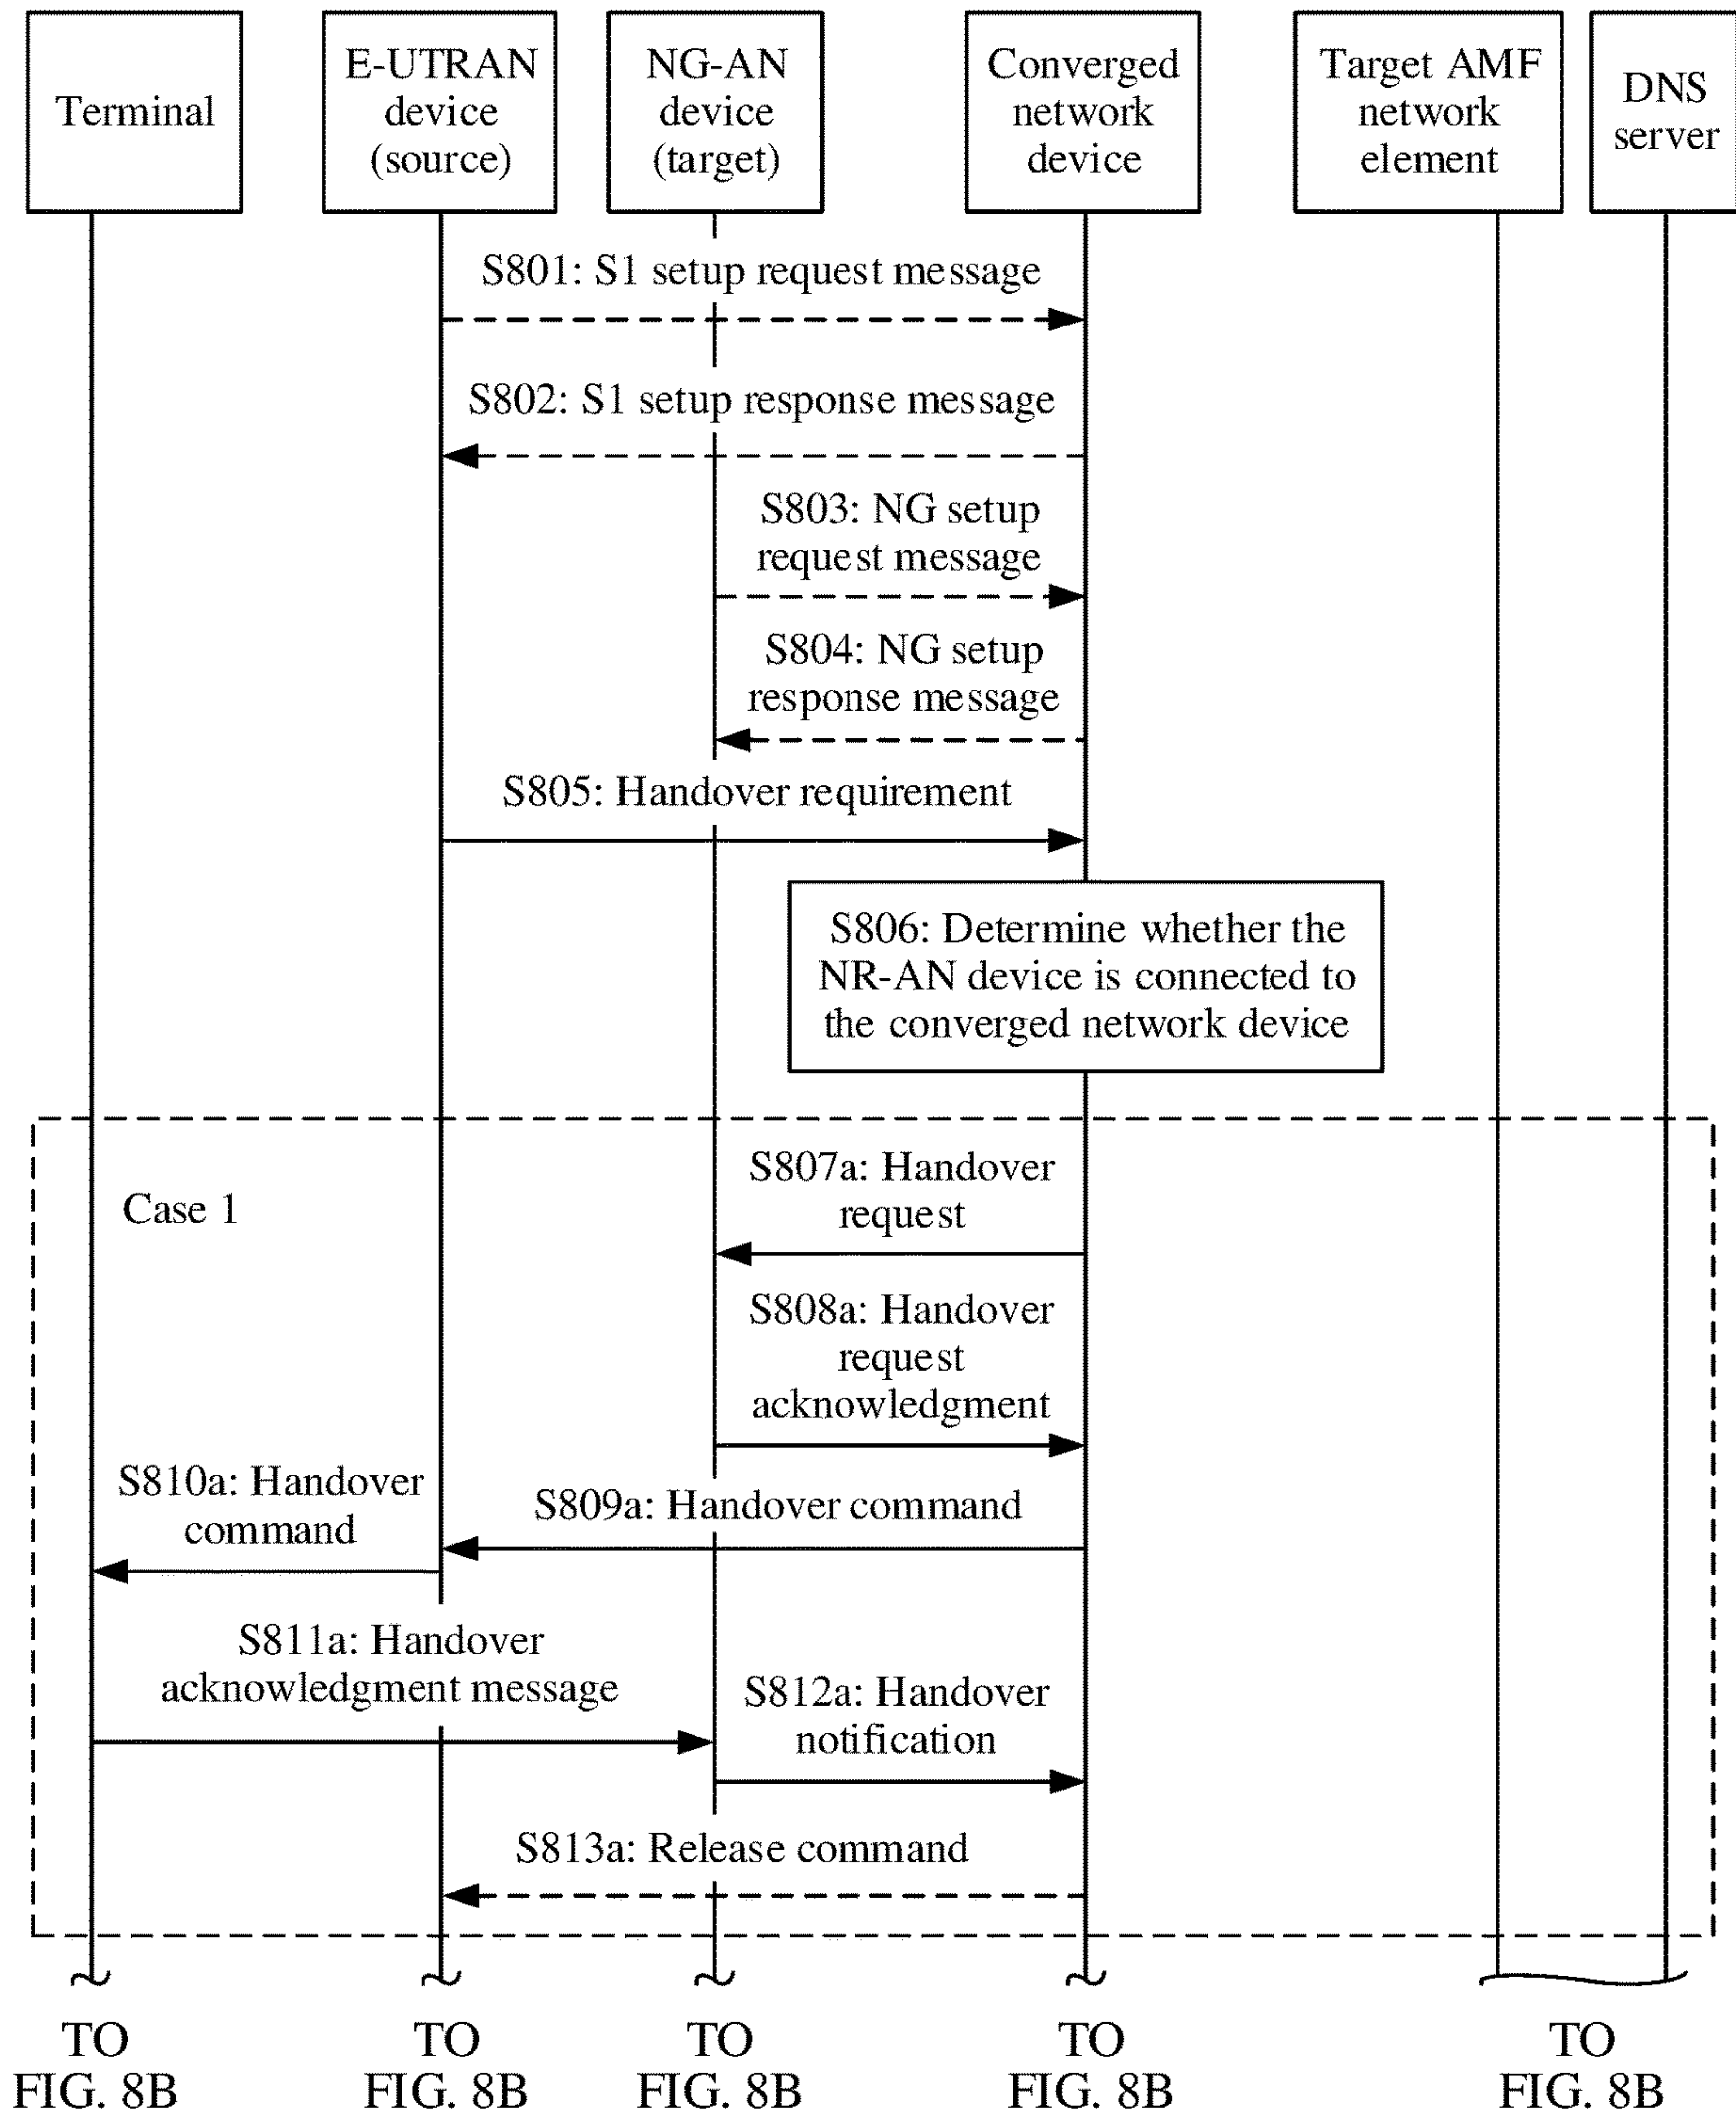 Terminal
E-UTRAN
device
(source)
NG-AN
device
(target)
Converged
network
device
Target AMF
network
element
DNS
server
S801: S1 setup request message
S802: S1 setup response message
S803: NG setup
request message
S804: NG setup
response message
S805: Handover requirement
S806: Determine whether the
NR-AN device is connected to
the converged network device
Case 1
S807a: Handover
request
S808a: Handover
request
acknowledgment
S809a: Handover command
S810a: Handover
command
S811a: Handover
acknowledgment message
S812a: Handover
notification
S813a: Release command
TO
FIG. 8B
TO
FIG. 8B
TO
FIG. 8B
TO
FIG. 8B
TO
FIG. 8B